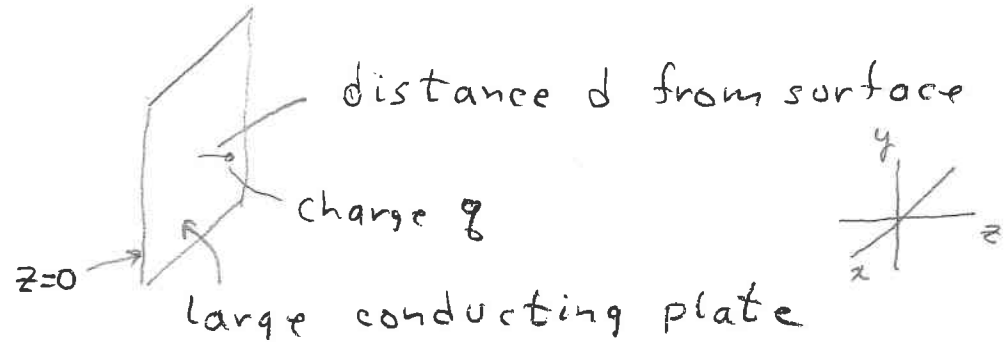 distance d from surface
y
charge q
z
z=0
x
large conducting plate